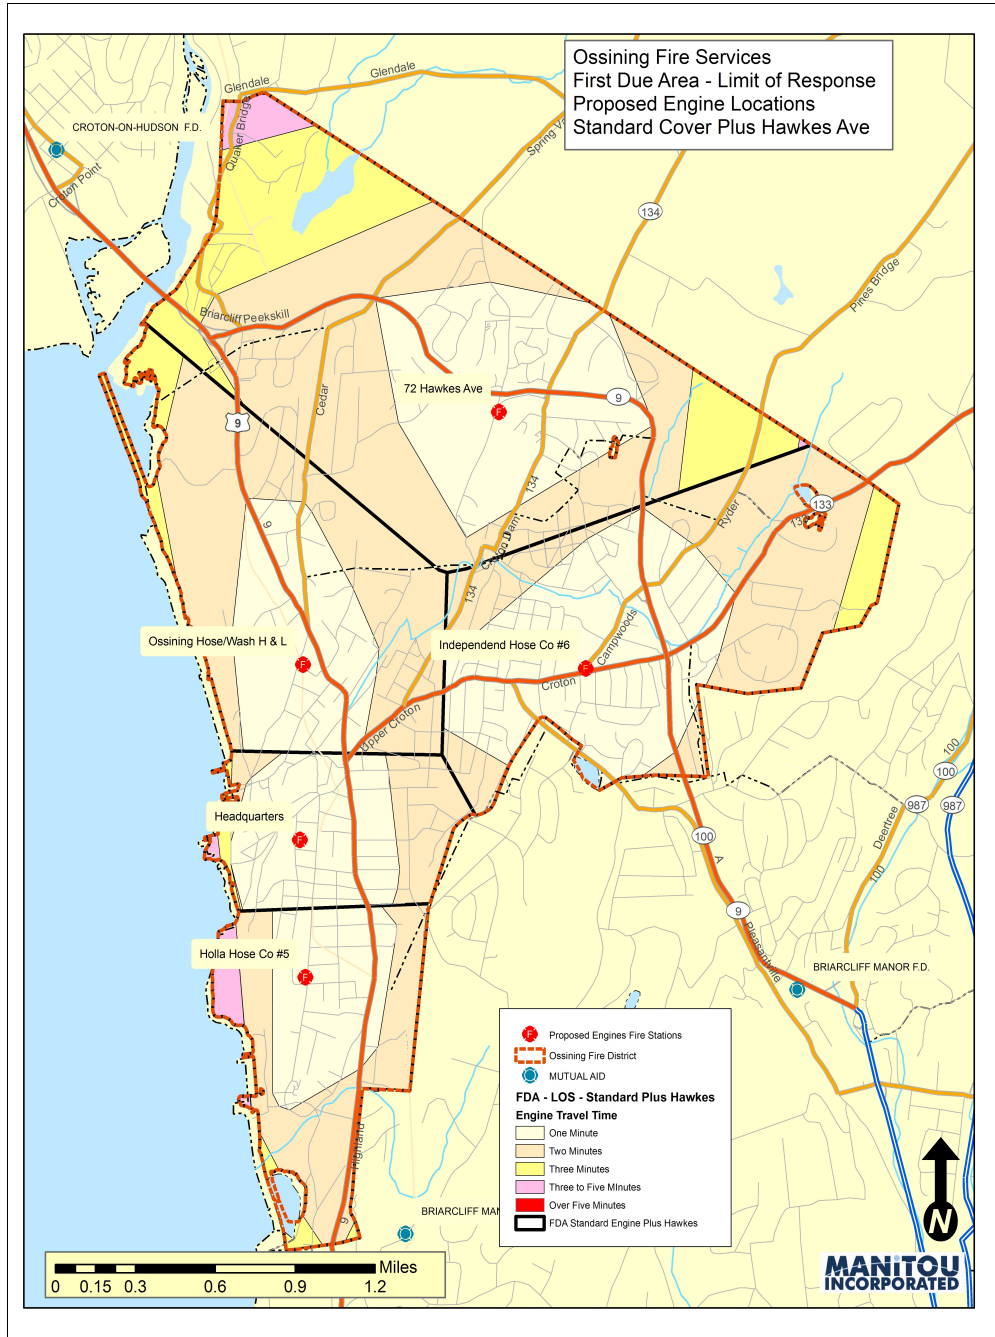 Ossining Fire Services
First Due Area - Limit of Response
Proposed Engine Locations
Standard Cover Plus Hawkes Ave
Glendale
Glendale
CROTON-ON-HUDSON F.D.
Quaker Bridge
Croton Point
Spring Va
134
Pines Bridge
Briarcliff Peekskill
72 Hawkes Ave
9
Cedar
9
134
133
Ryder
9
Croton Dam
134
Ossining Hose/Wash H & L
Independend Hose Co #6
Campwoods
Croton
Upper Croton
100
100
987
987
Deertree
Headquarters
100
A
100
9
Pleasantville
Holla Hose Co #5
BRIARCLIFF MANOR F.D.
Highland
9
BRIARCLIFF MAN
F Proposed Engines Fire Stations
Ossining Fire District
MUTUAL AID
FDA - LOS - Standard Plus Hawkes
Engine Travel Time
One Minute
Two Minutes
Three Minutes
Three to Five MInutes
Over Five Minutes
FDA Standard Engine Plus Hawkes
N
MANiTOU
INCORPORATED
Miles
0 0.15 0.3 0.6 0.9 1.2